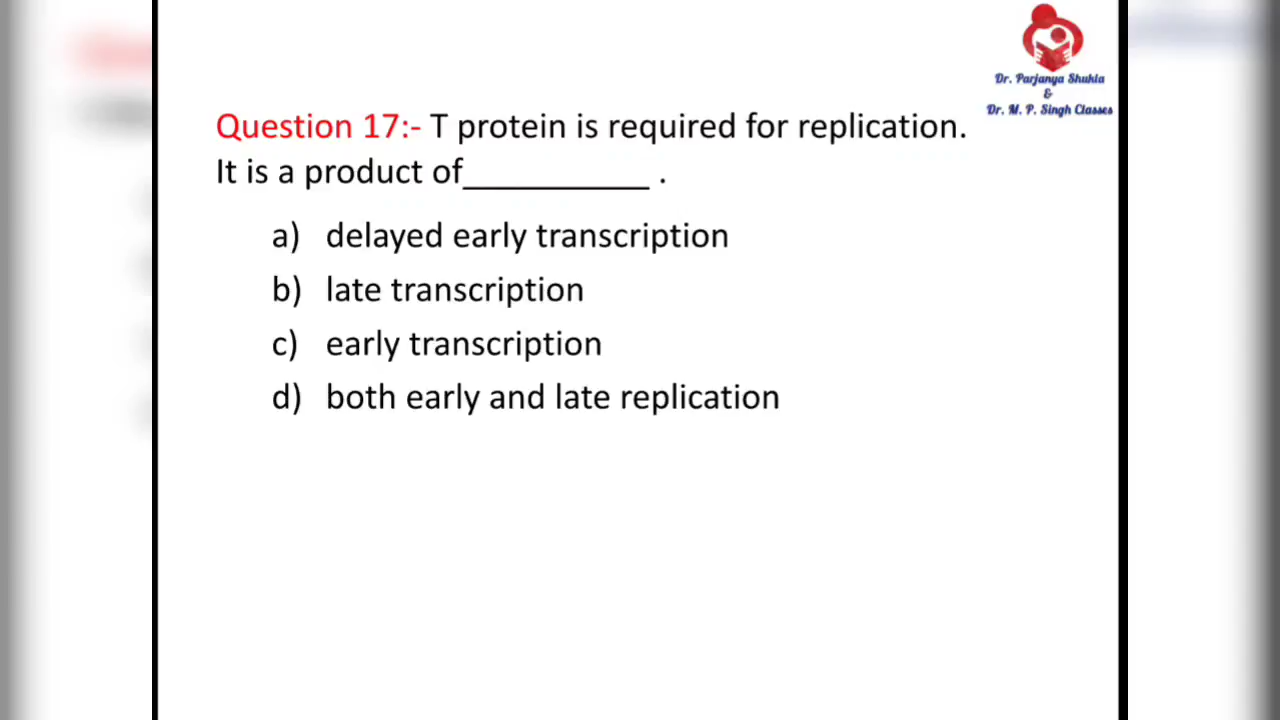 Dr. Parjanya Shukla
&
Dr. M. P. Singh Classes
Question 17:- T protein is required for replication.
It is a product of__________ .
a) delayed early transcription
b) late transcription
c) early transcription
d) both early and late replication